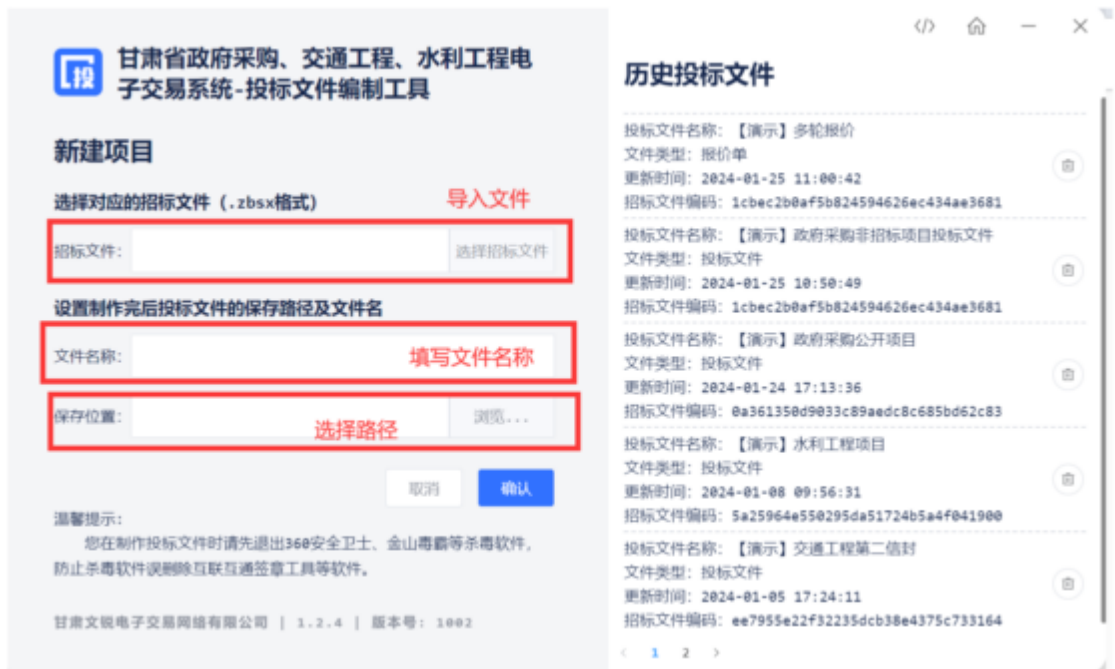 甘肃省政府采购、交通工程、水利工程电
子交易系统-投标文件编制工具
投
新建项目
选择对应的招标文件（.zbsx格式）
导入文件
招标文件：
选择招标文件
设置制作完后投标文件的保存路径及文件名
文件名称：
填写文件名称
保存位置：
选择路径
浏览...
取消
确认
温馨提示：
您在制作投标文件时请先退出360安全卫士、金山毒霸等杀毒软件，
防止杀毒软件误删除互联互通签章工具等软件。
甘肃文锐电子交易网络有限公司 | 1.2.4 | 版本号: 1002
</>
历史投标文件
投标文件名称: 【演示】多轮报价
文件类型: 报价单
更新时间: 2024-01-25 11:00:42
招标文件编码: 1cbec2b0af5b824594626ec434ae3681
投标文件名称: 【演示】政府采购非招标项目投标文件
文件类型: 投标文件
更新时间: 2024-01-25 10:50:49
招标文件编码: 1cbec2b0af5b824594626ec434ae3681
投标文件名称: 【演示】政府采购公开项目
文件类型: 投标文件
更新时间: 2024-01-24 17:13:36
招标文件编码: 0a361350d9033c89aedc8c685bd62c83
投标文件名称: 【演示】水利工程项目
文件类型: 投标文件
更新时间: 2024-01-08 09:56:31
招标文件编码: 5a25964e550295da51724b5a4f041900
投标文件名称: 【演示】交通工程第二信封
文件类型: 投标文件
更新时间: 2024-01-05 17:24:11
招标文件编码: ee7955e22f32235dcb38e4375c733164
< 1 2 >